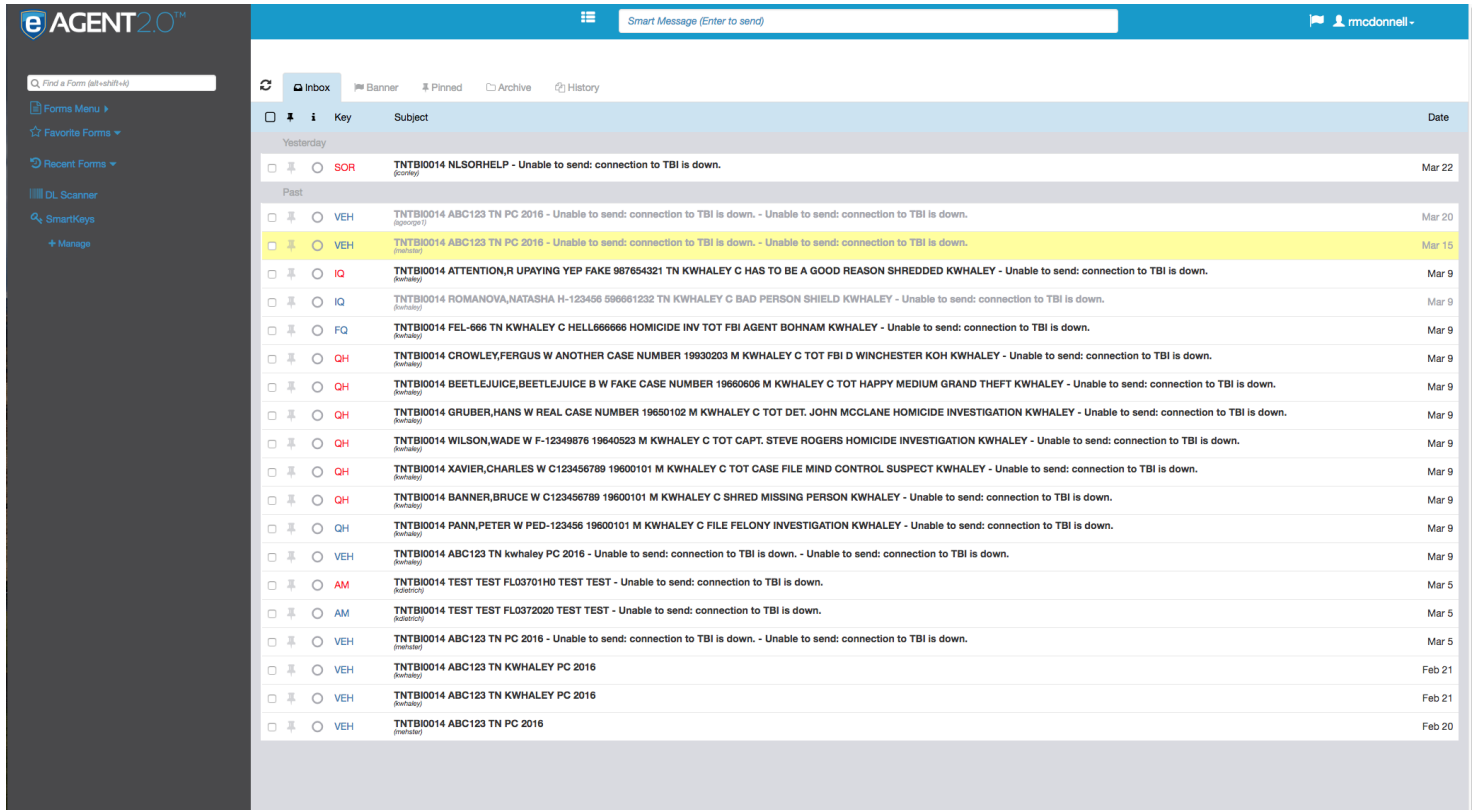 e AGENT2.0™
Smart Message (Enter to send)
rmcdonnell
Find a Form (alt+shift+k)
Forms Menu
Favorite Forms
Recent Forms
DL Scanner
SmartKeys
+ Manage
Inbox Banner Pinned Archive History
i Key Subject Date
Yesterday
SOR TNTBI0014 NLSORHELP - Unable to send: connection to TBI is down. Mar 22
(jconley)
Past
VEH TNTBI0014 ABC123 TN PC 2016 - Unable to send: connection to TBI is down. - Unable to send: connection to TBI is down. Mar 20
(ageorge1)
VEH TNTBI0014 ABC123 TN PC 2016 - Unable to send: connection to TBI is down. - Unable to send: connection to TBI is down. Mar 15
(mehster)
IQ TNTBI0014 ATTENTION,R UPAYING YEP FAKE 987654321 TN KWHALEY C HAS TO BE A GOOD REASON SHREDDED KWHALEY - Unable to send: connection to TBI is down. Mar 9
(kwhaley)
IQ TNTBI0014 ROMANOVA,NATASHA H-123456 596661232 TN KWHALEY C BAD PERSON SHIELD KWHALEY - Unable to send: connection to TBI is down. Mar 9
(kwhaley)
FQ TNTBI0014 FEL-666 TN KWHALEY C HELL666666 HOMICIDE INV TOT FBI AGENT BOHNAM KWHALEY - Unable to send: connection to TBI is down. Mar 9
(kwhaley)
QH TNTBI0014 CROWLEY,FERGUS W ANOTHER CASE NUMBER 19930203 M KWHALEY C TOT FBI D WINCHESTER KOH KWHALEY - Unable to send: connection to TBI is down. Mar 9
(kwhaley)
QH TNTBI0014 BEETLEJUICE,BEETLEJUICE B W FAKE CASE NUMBER 19660606 M KWHALEY C TOT HAPPY MEDIUM GRAND THEFT KWHALEY - Unable to send: connection to TBI is down. Mar 9
(kwhaley)
QH TNTBI0014 GRUBER,HANS W REAL CASE NUMBER 19650102 M KWHALEY C TOT DET. JOHN MCCLANE HOMICIDE INVESTIGATION KWHALEY - Unable to send: connection to TBI is down. Mar 9
(kwhaley)
QH TNTBI0014 WILSON,WADE W F-12349876 19640523 M KWHALEY C TOT CAPT. STEVE ROGERS HOMICIDE INVESTIGATION KWHALEY - Unable to send: connection to TBI is down. Mar 9
(kwhaley)
QH TNTBI0014 XAVIER,CHARLES W C123456789 19600101 M KWHALEY C TOT CASE FILE MIND CONTROL SUSPECT KWHALEY - Unable to send: connection to TBI is down. Mar 9
(kwhaley)
QH TNTBI0014 BANNER,BRUCE W C123456789 19600101 M KWHALEY C SHRED MISSING PERSON KWHALEY - Unable to send: connection to TBI is down. Mar 9
(kwhaley)
QH TNTBI0014 PANN,PETER W PED-123456 19600101 M KWHALEY C FILE FELONY INVESTIGATION KWHALEY - Unable to send: connection to TBI is down. Mar 9
(kwhaley)
VEH TNTBI0014 ABC123 TN kwhaley PC 2016 - Unable to send: connection to TBI is down. - Unable to send: connection to TBI is down. Mar 9
(kwhaley)
AM TNTBI0014 TEST TEST FL03701H0 TEST TEST - Unable to send: connection to TBI is down. Mar 5
(kdietrich)
AM TNTBI0014 TEST TEST FL0372020 TEST TEST - Unable to send: connection to TBI is down. Mar 5
(kdietrich)
VEH TNTBI0014 ABC123 TN PC 2016 - Unable to send: connection to TBI is down. - Unable to send: connection to TBI is down. Mar 5
(mehster)
VEH TNTBI0014 ABC123 TN KWHALEY PC 2016 Feb 21
(kwhaley)
VEH TNTBI0014 ABC123 TN KWHALEY PC 2016 Feb 21
(kwhaley)
VEH TNTBI0014 ABC123 TN PC 2016 Feb 20
(mehster)